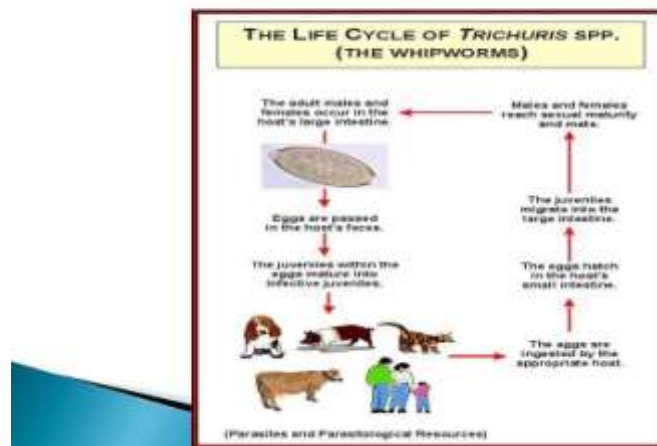 THE LIFE CYCLE OF TRICHURIS SPP.
(THE WHIPWORMS)
The adult males and
females occur in the
host's large intestine.
Eggs are passed
in the host's feces.
The juveniles within the
eggs mature into
infective juveniles.
The eggs are
ingested by the
appropriate host.
The eggs hatch
in the host's
small intestine.
The juveniles
migrate into the
large intestine.
Males and females
reach sexual maturity
and mate.
(Parasites and Parasitological Resources)